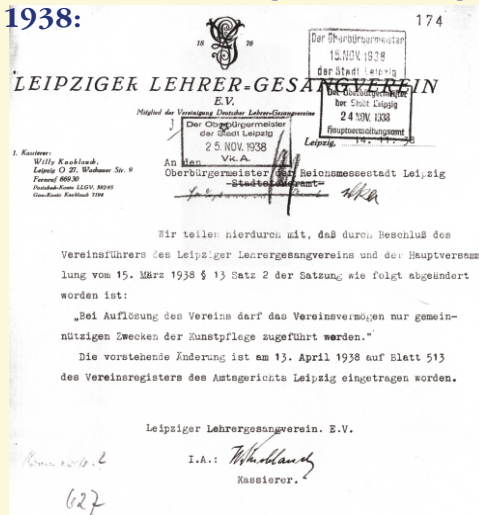 1938:
174
18 76
LEIPZIGER LEHRER=GESANGVEREIN
E.V.
Mitglied der Vereinigung Deutscher Lehrer-Gesangvereine
Der Oberbürgermeister
15. NOV. 1938
der Stadt Leipzig
Der Oberbürgermeister
der Stadt Leipzig
24. NOV. 1938
Hauptverwaltungsamt
Der Oberbürgermeister
der Stadt Leipzig
25. NOV. 1938
Vk. A.
Leipzig, 14. 11. 38
1. Kassierer:
Willy Knoblauch,
Leipzig O 27, Wachauer Str. 9
Fernruf 66930
Postscheck-Konto LLGV. 58265
Giro-Konto Knoblauch 7194
An den
Oberbürgermeister der Reichsmessestadt Leipzig
Wir teilen hierdurch mit, daß durch Beschluß des
Vereinsführers des Leipziger Lehrergesangvereins und der Hauptversamm
lung vom 15. März 1938 § 13 Satz 2 der Satzung wie folgt abgeändert
worden ist:
„Bei Auflösung des Vereins darf das Vereinsvermögen nur gemein-
nützigen Zwecken der Kunstpflege zugeführt werden."
Die vorstehende Änderung ist am 13. April 1938 auf Blatt 513
des Vereinsregisters des Amtsgerichts Leipzig eingetragen worden.
Leipziger Lehrergesangverein. E.V.
I.A.: WKnoblauch
Kassierer.
627